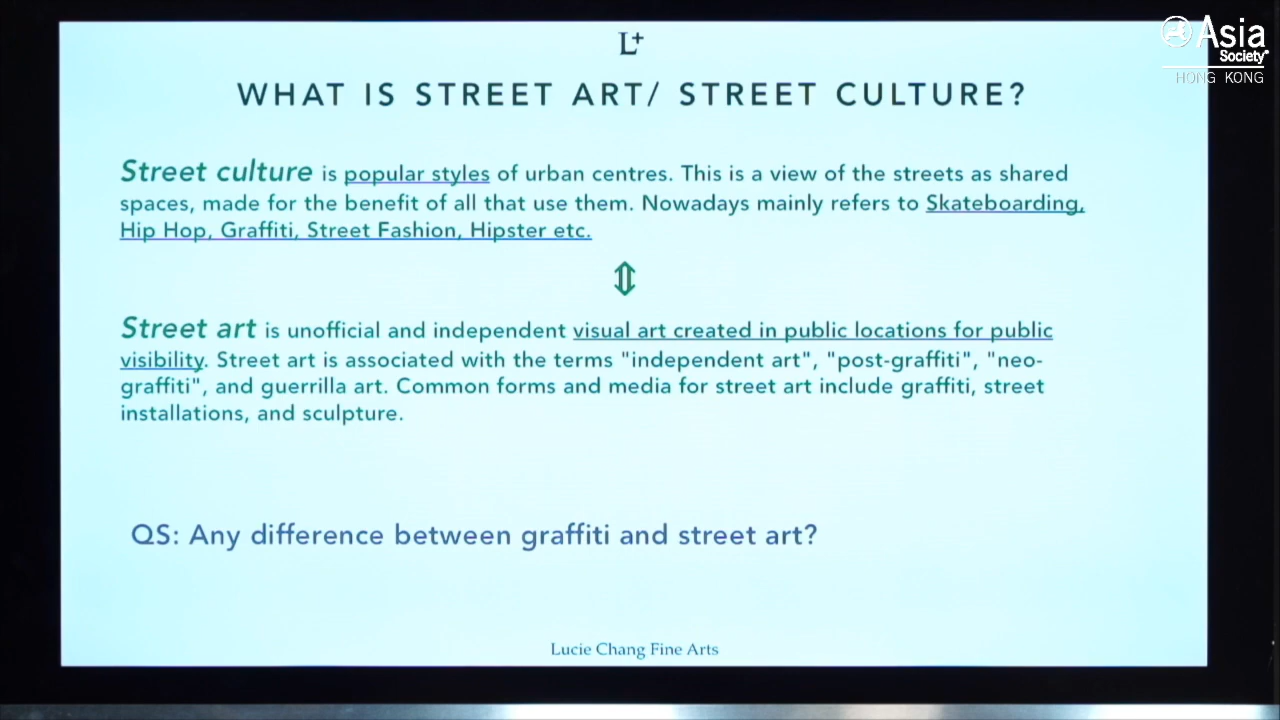 L+
Asia
Society®
HONG KONG
WHAT IS STREET ART/ STREET CULTURE?
Street culture is popular styles of urban centres. This is a view of the streets as shared
spaces, made for the benefit of all that use them. Nowadays mainly refers to Skateboarding,
Hip Hop, Graffiti, Street Fashion, Hipster etc.
Street art is unofficial and independent visual art created in public locations for public
visibility. Street art is associated with the terms "independent art", "post-graffiti", "neo-
graffiti", and guerrilla art. Common forms and media for street art include graffiti, street
installations, and sculpture.
QS: Any difference between graffiti and street art?
Lucie Chang Fine Arts